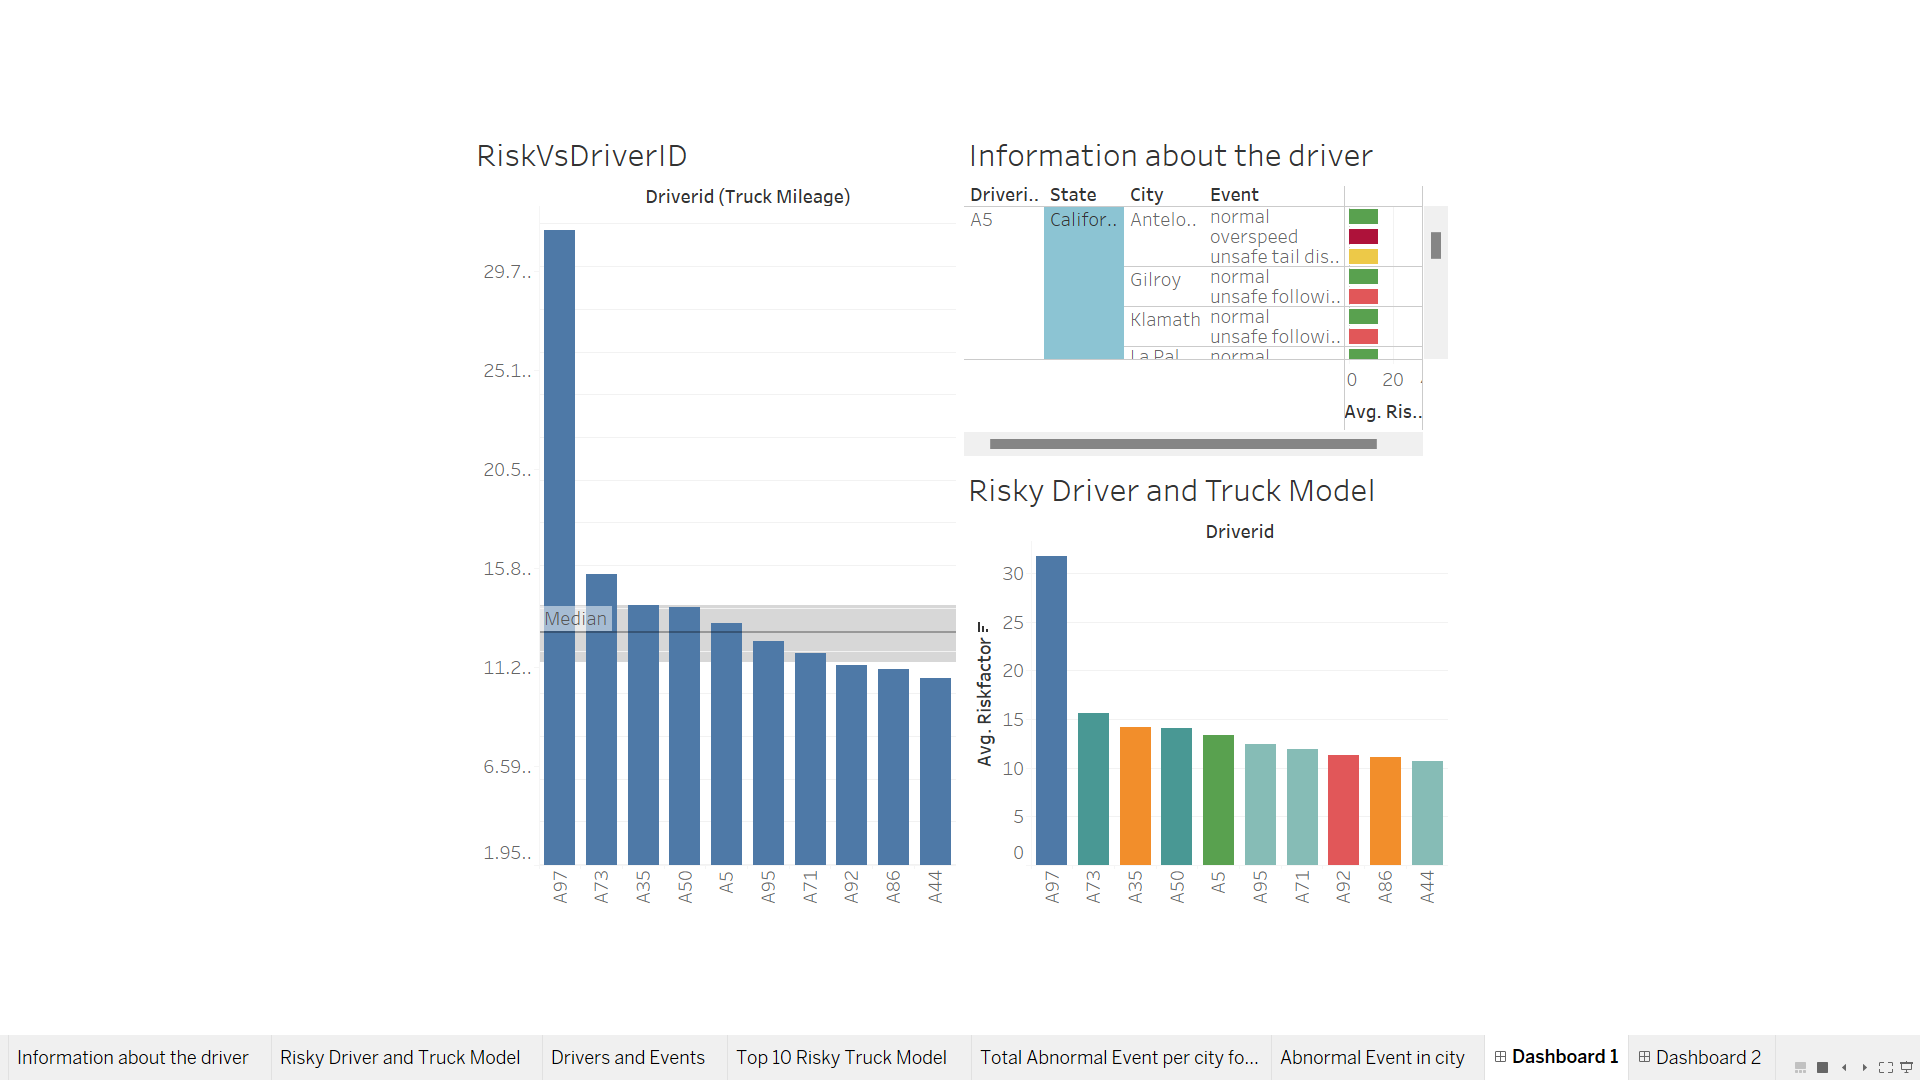 RiskVsDriverID
Driverid (Truck Mileage)
29.7..
25.1..
20.5..
15.8..
Median
11.2..
6.59..
1.95..
A97 A73 A35 A50 A5 A95 A71 A92 A86 A44
Information about the driver
Driveri.. State City Event
A5 Califor.. Antelo.. normal
overspeed
unsafe tail dis..
Gilroy normal
unsafe followi..
Klamath normal
unsafe followi..
La Pal normal
0 20
Avg. Ris..
Risky Driver and Truck Model
Driverid
Avg. Riskfactor
30
25
20
15
10
5
0
A97 A73 A35 A50 A5 A95 A71 A92 A86 A44
Information about the driver Risky Driver and Truck Model Drivers and Events Top 10 Risky Truck Model Total Abnormal Event per city fo... Abnormal Event in city Dashboard 1 Dashboard 2